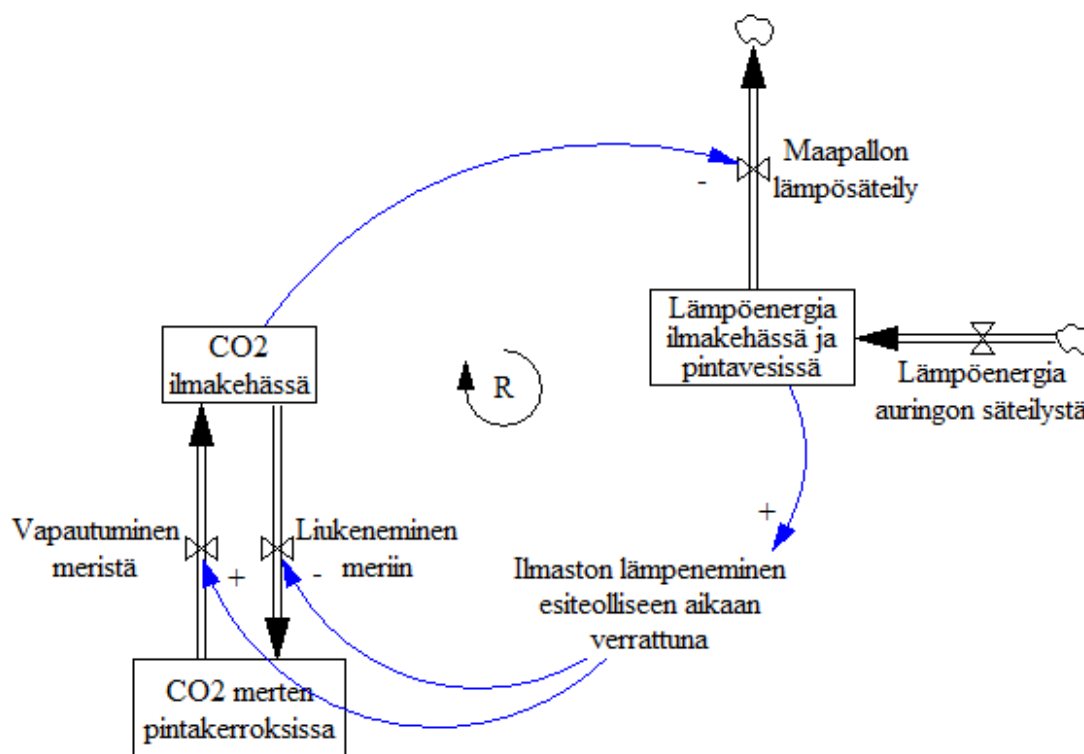 Maapallon
lämpösäteily
-
Lämpöenergia
ilmakehässä ja
pintavesissä
CO2
ilmakehässä
R
Lämpöenergia
auringon säteilystä
+
Vapautuminen
meristä
Liukeneminen
meriin
+
-
Ilmaston lämpeneminen
esiteolliseen aikaan
verrattuna
CO2 merten
pintakerroksissa